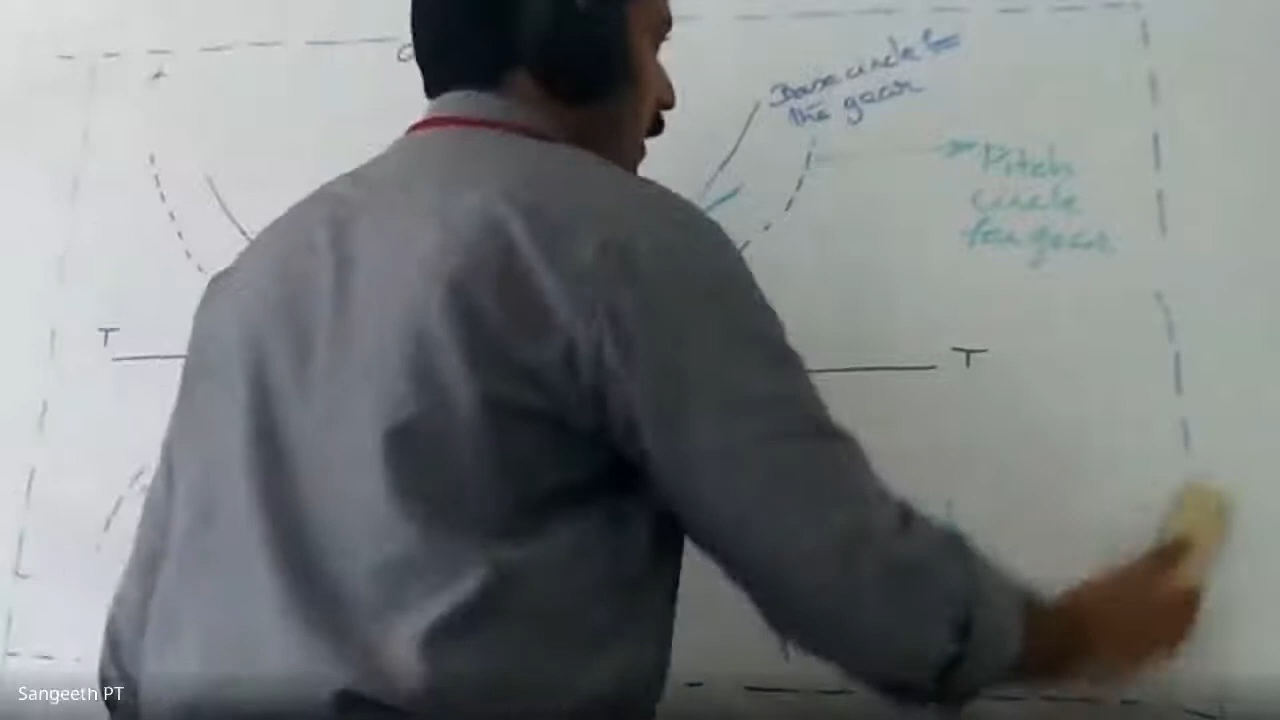 Base circle for
the gear
Pitch
circle
for gear
T
T
Sangeeth PT